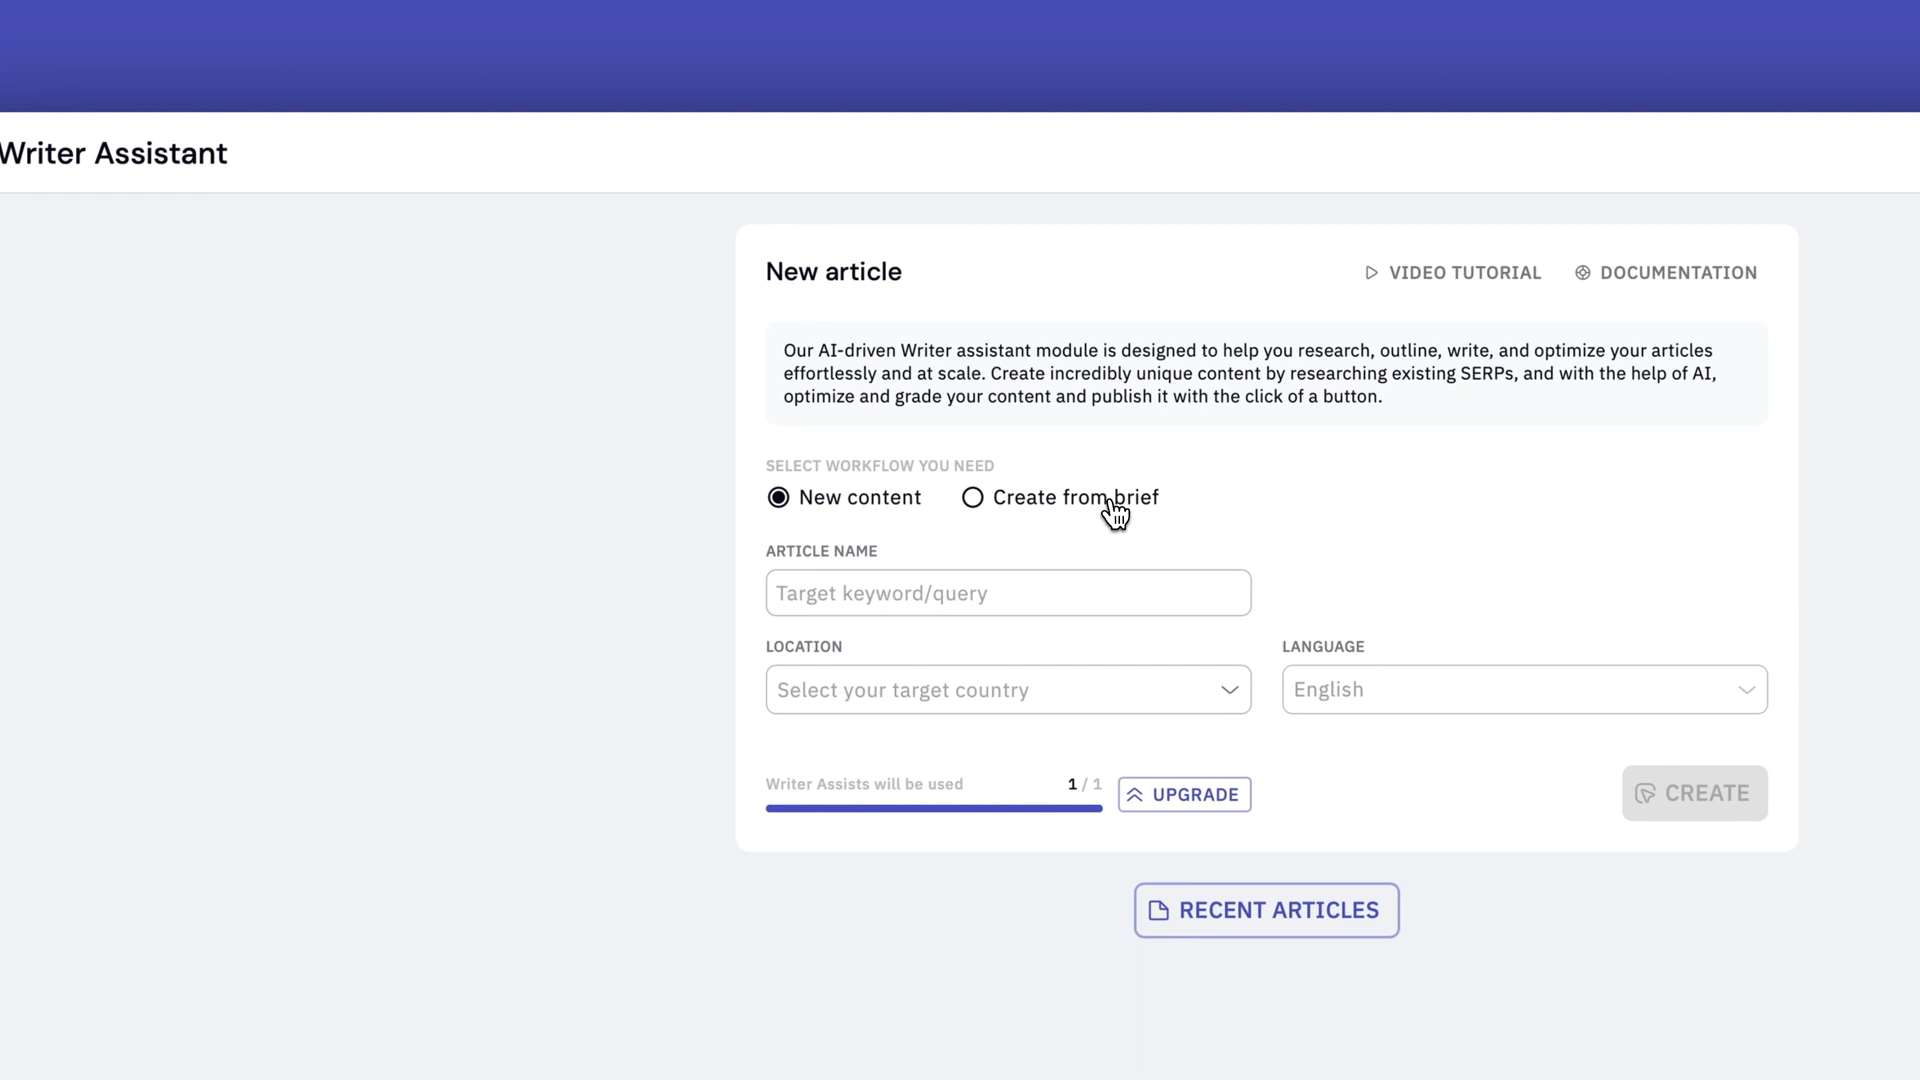 Writer Assistant
New article
VIDEO TUTORIAL
DOCUMENTATION
Our AI-driven Writer assistant module is designed to help you research, outline, write, and optimize your articles
effortlessly and at scale. Create incredibly unique content by researching existing SERPs, and with the help of AI,
optimize and grade your content and publish it with the click of a button.
SELECT WORKFLOW YOU NEED
New content
Create from brief
ARTICLE NAME
Target keyword/query
LOCATION
LANGUAGE
Select your target country
English
Writer Assists will be used
1 / 1
UPGRADE
CREATE
RECENT ARTICLES